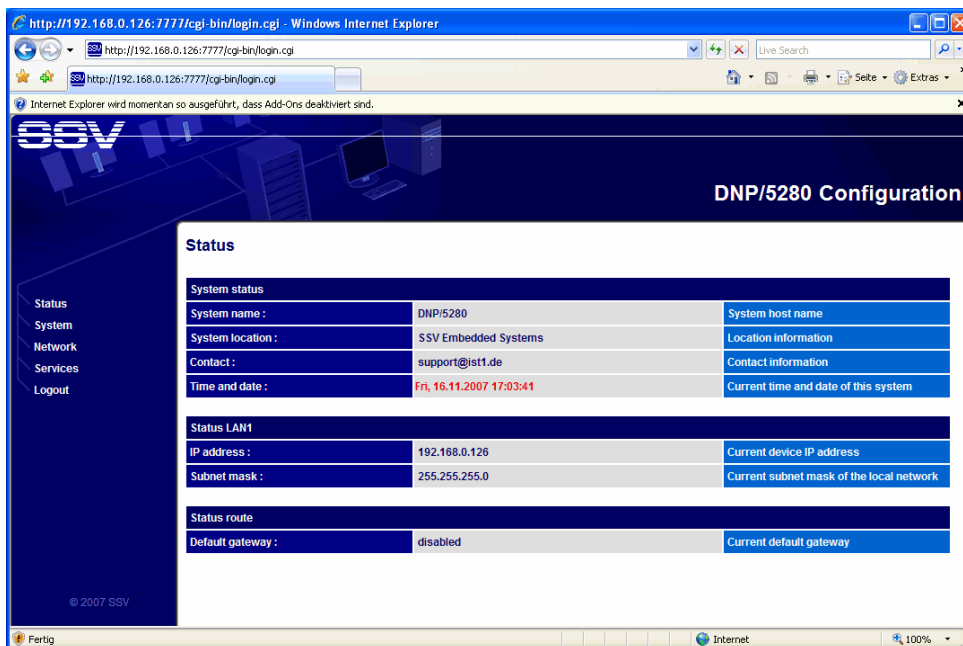 http://192.168.0.126:7777/cgi-bin/login.cgi - Windows Internet Explorer
SSV http://192.168.0.126:7777/cgi-bin/login.cgi
Live Search
SSV http://192.168.0.126:7777/cgi-bin/login.cgi
Seite Extras
Internet Explorer wird momentan so ausgeführt, dass Add-Ons deaktiviert sind.
SSV
DNP/5280 Configuration
Status
System
Network
Services
Logout
© 2007 SSV
Status
System status
System name : DNP/5280 System host name
System location : SSV Embedded Systems Location information
Contact : support@ist1.de Contact information
Time and date : Fri, 16.11.2007 17:03:41 Current time and date of this system
Status LAN1
IP address : 192.168.0.126 Current device IP address
Subnet mask : 255.255.255.0 Current subnet mask of the local network
Status route
Default gateway : disabled Current default gateway
Fertig Internet 100%